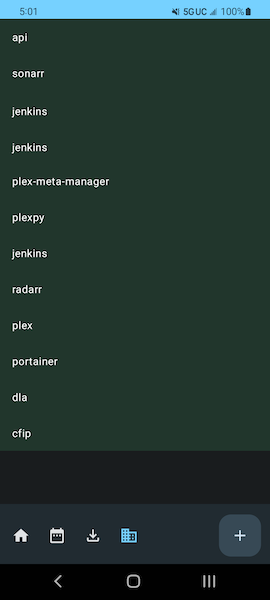 5:01 5G UC 100%
api
sonarr
jenkins
jenkins
plex-meta-manager
plexpy
jenkins
radarr
plex
portainer
dla
cfip